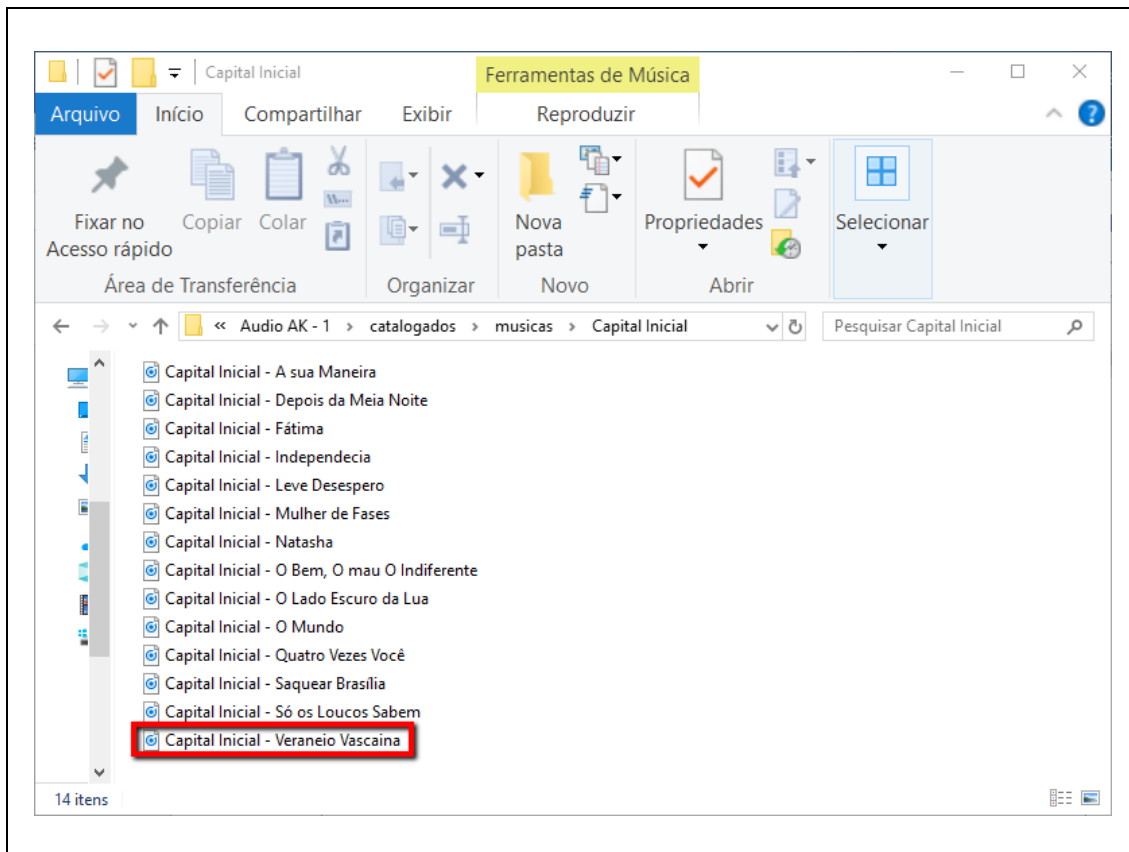 Capital Inicial
Ferramentas de Música
Arquivo Início Compartilhar Exibir Reproduzir
Fixar no Acesso rápido
Copiar
Colar
Nova pasta
Propriedades
Selecionar
Área de Transferência Organizar Novo Abrir
« Audio AK - 1 › catalogados › musicas › Capital Inicial
Pesquisar Capital Inicial
Capital Inicial - A sua Maneira
Capital Inicial - Depois da Meia Noite
Capital Inicial - Fátima
Capital Inicial - Independecia
Capital Inicial - Leve Desespero
Capital Inicial - Mulher de Fases
Capital Inicial - Natasha
Capital Inicial - O Bem, O mau O Indiferente
Capital Inicial - O Lado Escuro da Lua
Capital Inicial - O Mundo
Capital Inicial - Quatro Vezes Você
Capital Inicial - Saquear Brasília
Capital Inicial - Só os Loucos Sabem
Capital Inicial - Veraneio Vascaina
14 itens